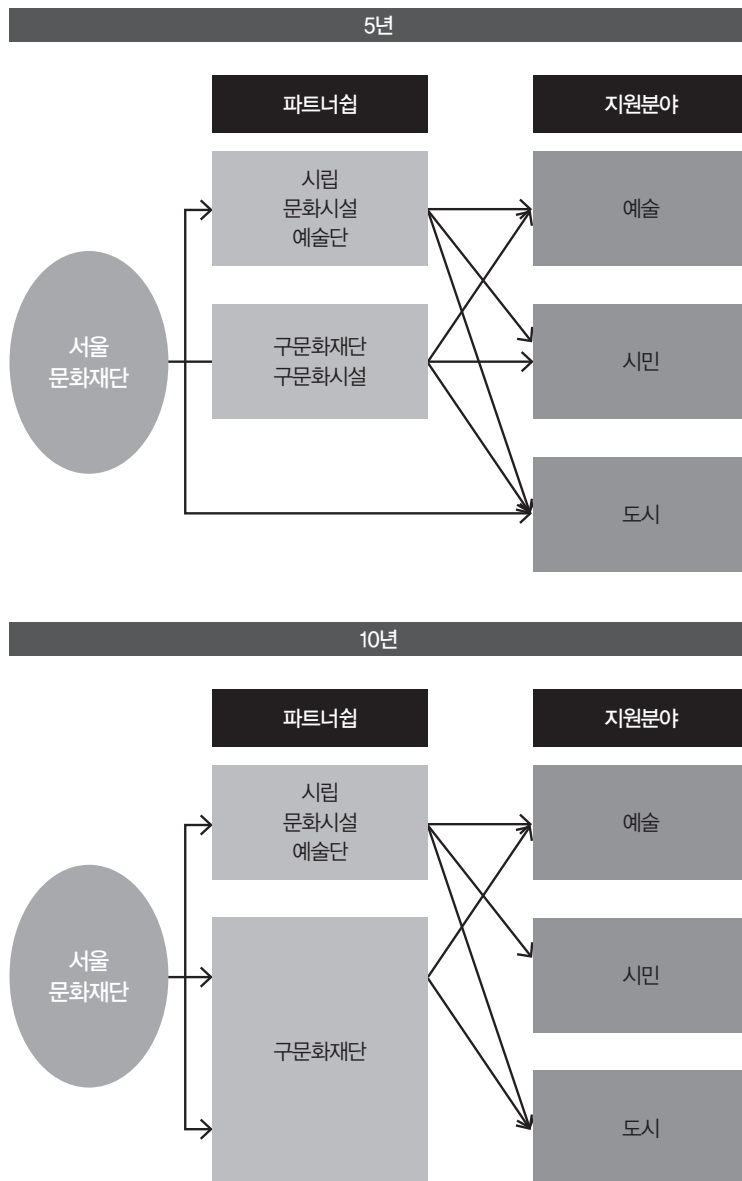 5년
파트너쉽
지원분야
시립
문화시설
예술단
예술
서울
문화재단
구문화재단
구문화시설
시민
도시
10년
파트너쉽
지원분야
시립
문화시설
예술단
예술
서울
문화재단
시민
구문화재단
도시